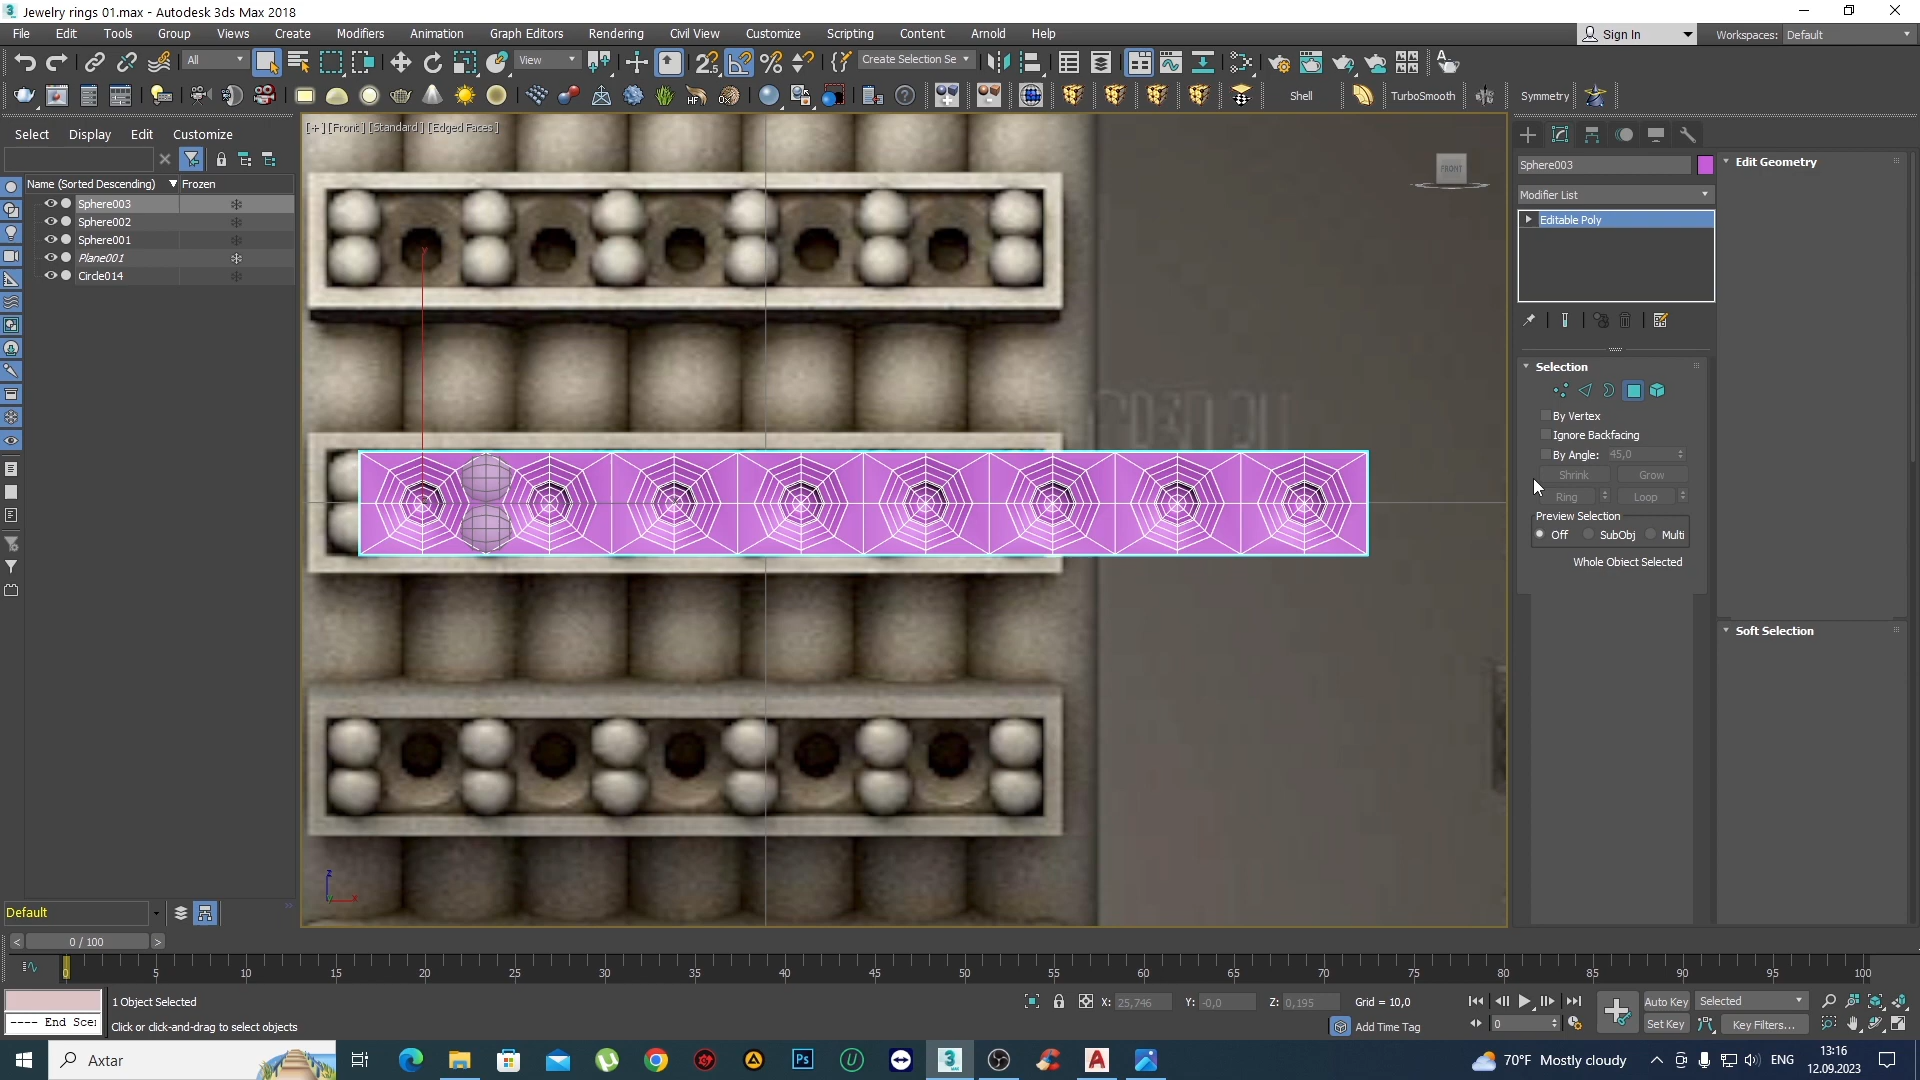 Jewelry rings 01.max - Autodesk 3ds Max 2018
File Edit Tools Group Views Create Modifiers Animation Graph Editors Rendering Civil View Customize Scripting Content Arnold Help
Sign In Workspaces: Default
All View Create Selection Se
Shell TurboSmooth Symmetry
Select Display Edit Customize
[+] [Front] [Standard] [Edged Faces]
FRONT
Name (Sorted Descending) Frozen
Sphere003
Sphere002
Sphere001
Plane001
Circle014
Sphere003
Modifier List
Editable Poly
Edit Geometry
Selection
By Vertex
Ignore Backfacing
By Angle: 45,0
Shrink Grow
Ring Loop
Preview Selection
Off SubObj Multi
Whole Object Selected
Soft Selection
y
z
x
Default
0 / 100
0 5 10 15 20 25 30 35 40 45 50 55 60 65 70 75 80 85 90 95 100
1 Object Selected
X: 25,746 Y: -0,0 Z: 0,195 Grid = 10,0
Auto Key Selected
---- End Scei
Click or click-and-drag to select objects
Add Time Tag
0
Set Key Key Filters...
Axtar
70°F Mostly cloudy
ENG
13:16
12.09.2023